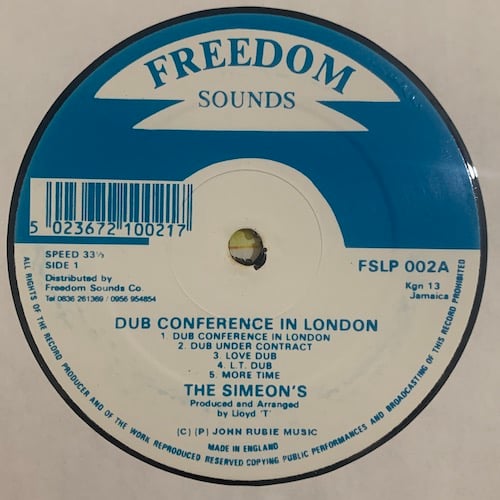 FREEDOM
SOUNDS
5 023672 100217
SPEED 33⅓
SIDE 1
Distributed by
Freedom Sounds Co.
Tel 0836 261369 / 0956 954854
FSLP 002A
Kgn 13
Jamaica
DUB CONFERENCE IN LONDON
1 DUB CONFERENCE IN LONDON
2. DUB UNDER CONTRACT
3. LOVE DUB
4. L.T. DUB
5. MORE TIME
THE SIMEON'S
Produced and Arranged
by Lloyd 'T'
(C) (P) JOHN RUBIE MUSIC
MADE IN ENGLAND
ALL RIGHTS OF THE RECORD PRODUCER AND OF THE WORK REPRODUCED RESERVED COPYING PUBLIC PERFORMANCES AND BROADCASTING OF THIS RECORD PROHIBITED